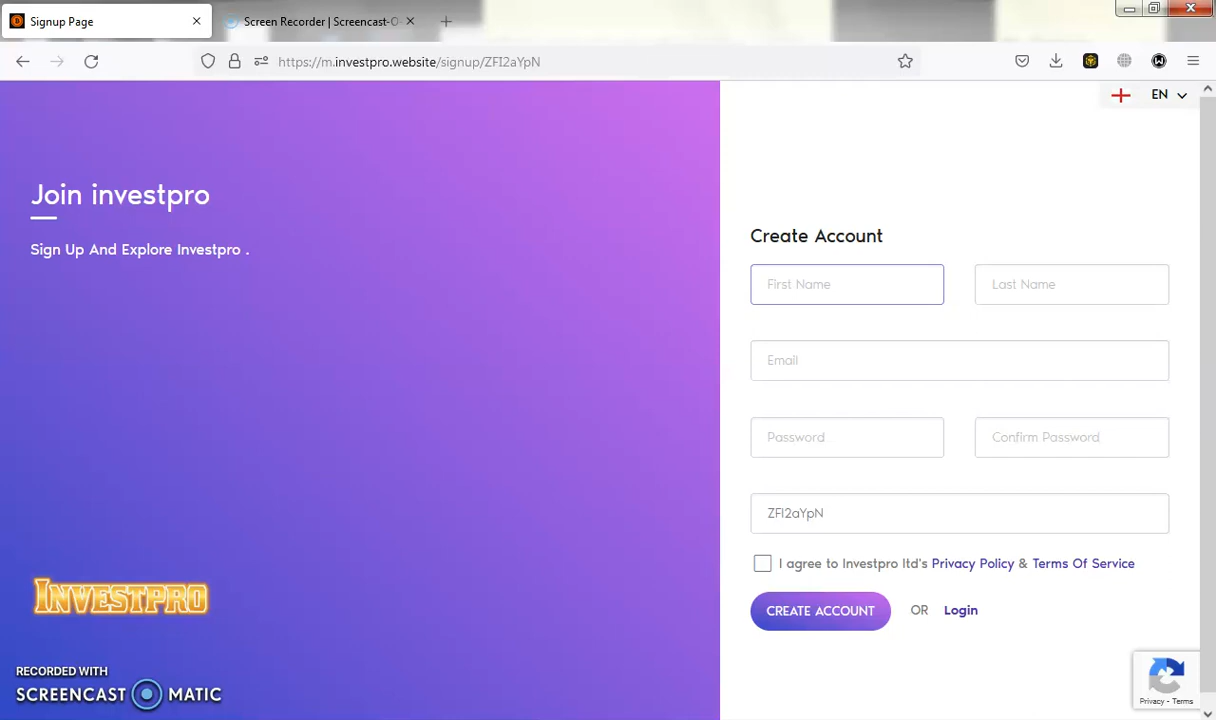 Signup Page
Screen Recorder | Screencast-O-
https://m.investpro.website/signup/ZFI2aYpN
EN
Join investpro
Sign Up And Explore Investpro .
Create Account
First Name
Last Name
Email
Password
Confirm Password
ZFI2aYpN
I agree to Investpro ltd's Privacy Policy & Terms Of Service
CREATE ACCOUNT
OR
Login
INVESTPRO
RECORDED WITH
SCREENCAST MATIC
Privacy - Terms